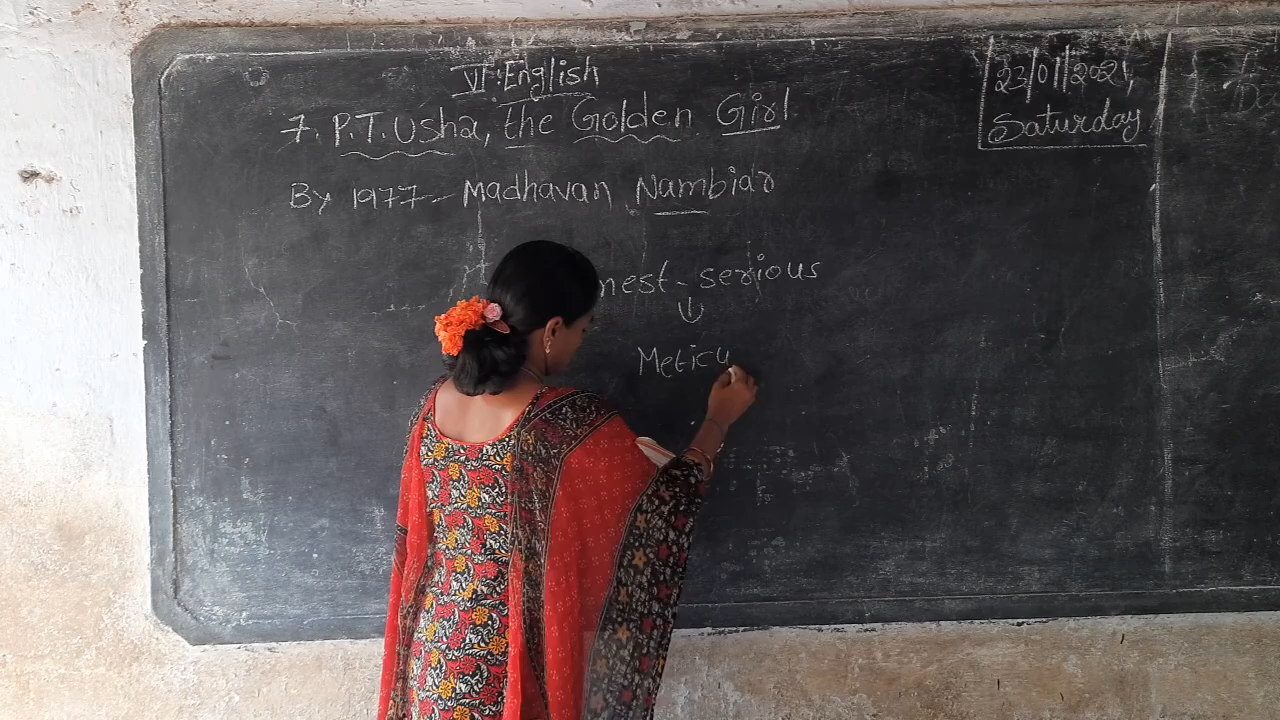 VI English
7. P.T. Usha, the Golden Girl
23/01/2021,
Saturday
By 1977 - Madhavan Nambiar
nest - serious
Meticu